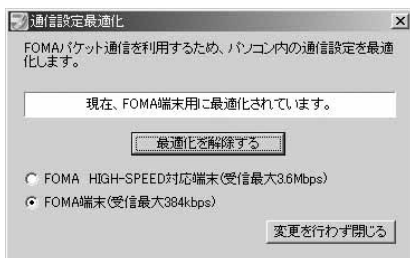 通信設定最適化
FOMAパケット通信を利用するため、パソコン内の通信設定を最適
化します。
現在、FOMA端末用に最適化されています。
最適化を解除する
FOMA HIGH-SPEED対応端末(受信最大3.6Mbps)
FOMA端末(受信最大384kbps)
変更を行わず閉じる